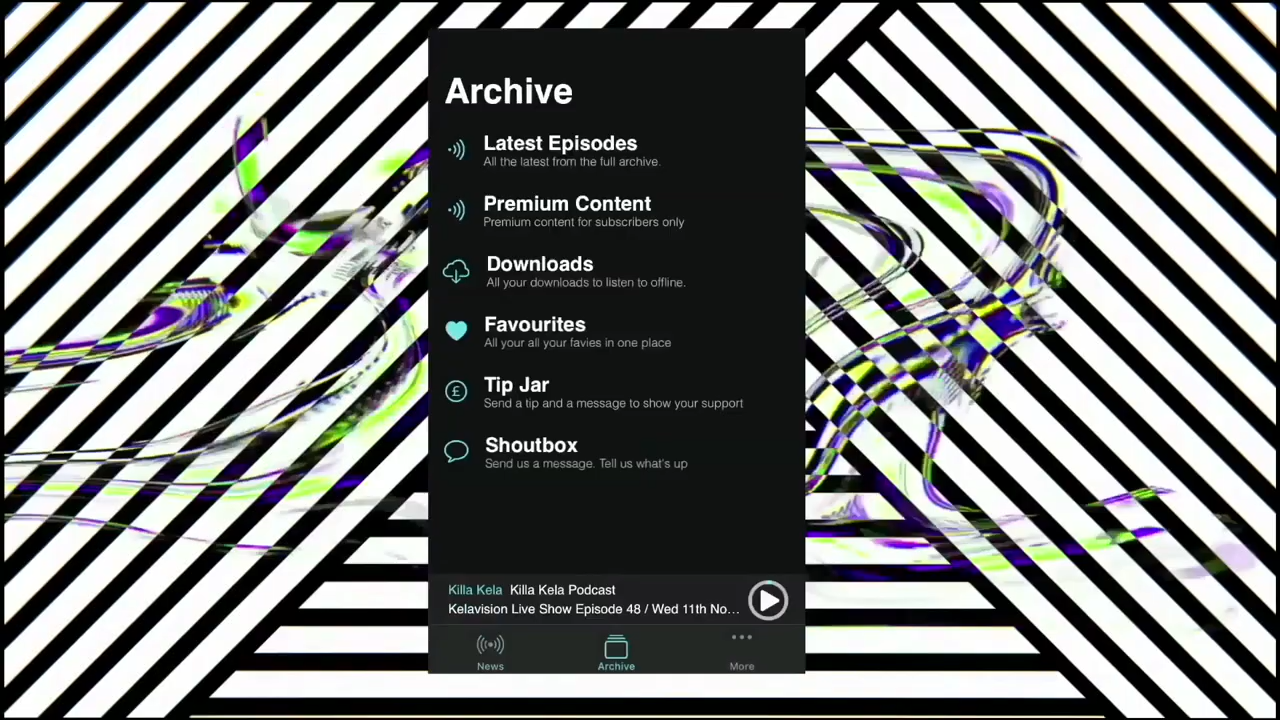 Archive
Latest Episodes
All the latest from the full archive.
Premium Content
Premium content for subscribers only
Downloads
All your downloads to listen to offline.
Favourites
All your all your favies in one place
£
Tip Jar
Send a tip and a message to show your support
Shoutbox
Send us a message. Tell us what's up
Killa Kela Killa Kela Podcast
Kelavision Live Show Episode 48 / Wed 11th No...
News Archive More